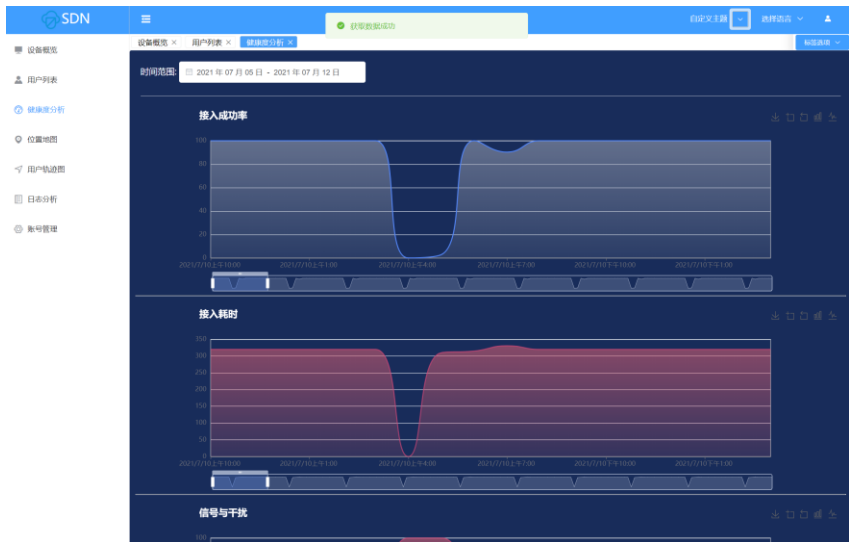 SDN
获取数据成功
自定义主题
选择语言
设备概览
用户列表
健康度分析
位置地图
用户轨迹图
日志分析
账号管理
设备概览 × 用户列表 × 健康度分析 ×
标签选项
时间范围: 2021 年 07 月 05 日 - 2021 年 07 月 12 日
接入成功率
100
80
60
40
20
0
2021/7/10上午10:00 2021/7/10上午1:00 2021/7/10上午4:00 2021/7/10上午7:00 2021/7/10下午10:00 2021/7/10下午1:00
接入耗时
350
300
250
200
150
100
50
0
2021/7/10上午10:00 2021/7/10上午1:00 2021/7/10上午4:00 2021/7/10上午7:00 2021/7/10下午10:00 2021/7/10下午1:00
信号与干扰
100